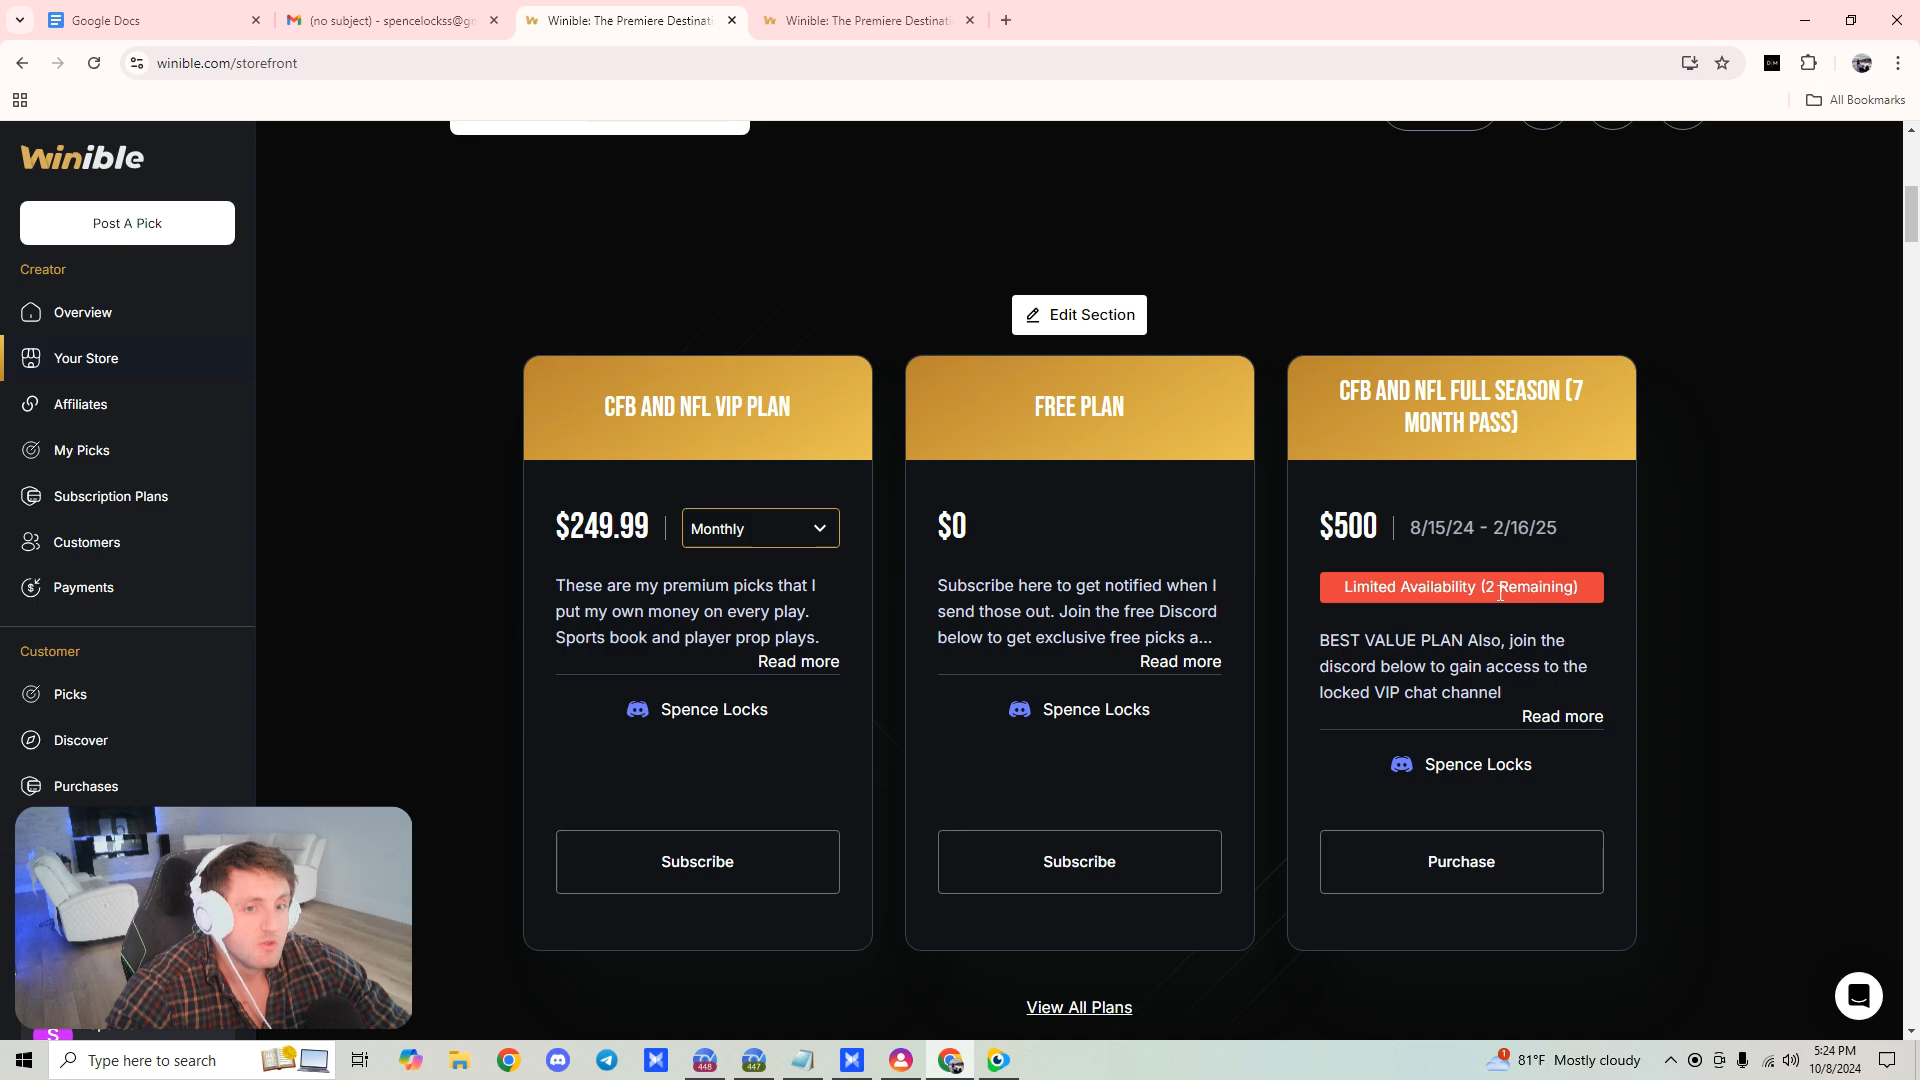 Google Docs
(no subject) - spencelockss@gm
Winible: The Premiere Destinati
Winible: The Premiere Destinati
winible.com/storefront
All Bookmarks
Winible
Post A Pick
Creator
Overview
Your Store
Affiliates
My Picks
Subscription Plans
Customers
Payments
Customer
Picks
Discover
Purchases
S
Edit Section
CFB AND NFL VIP PLAN
$249.99
Monthly
These are my premium picks that I
put my own money on every play.
Sports book and player prop plays.
Read more
Spence Locks
Subscribe
FREE PLAN
$0
Subscribe here to get notified when I
send those out. Join the free Discord
below to get exclusive free picks a...
Read more
Spence Locks
Subscribe
CFB AND NFL FULL SEASON (7
MONTH PASS)
$500
8/15/24 - 2/16/25
Limited Availability (2 Remaining)
BEST VALUE PLAN Also, join the
discord below to gain access to the
locked VIP chat channel
Read more
Spence Locks
Purchase
View All Plans
Type here to search
448
447
1
81°F Mostly cloudy
5:24 PM
10/8/2024